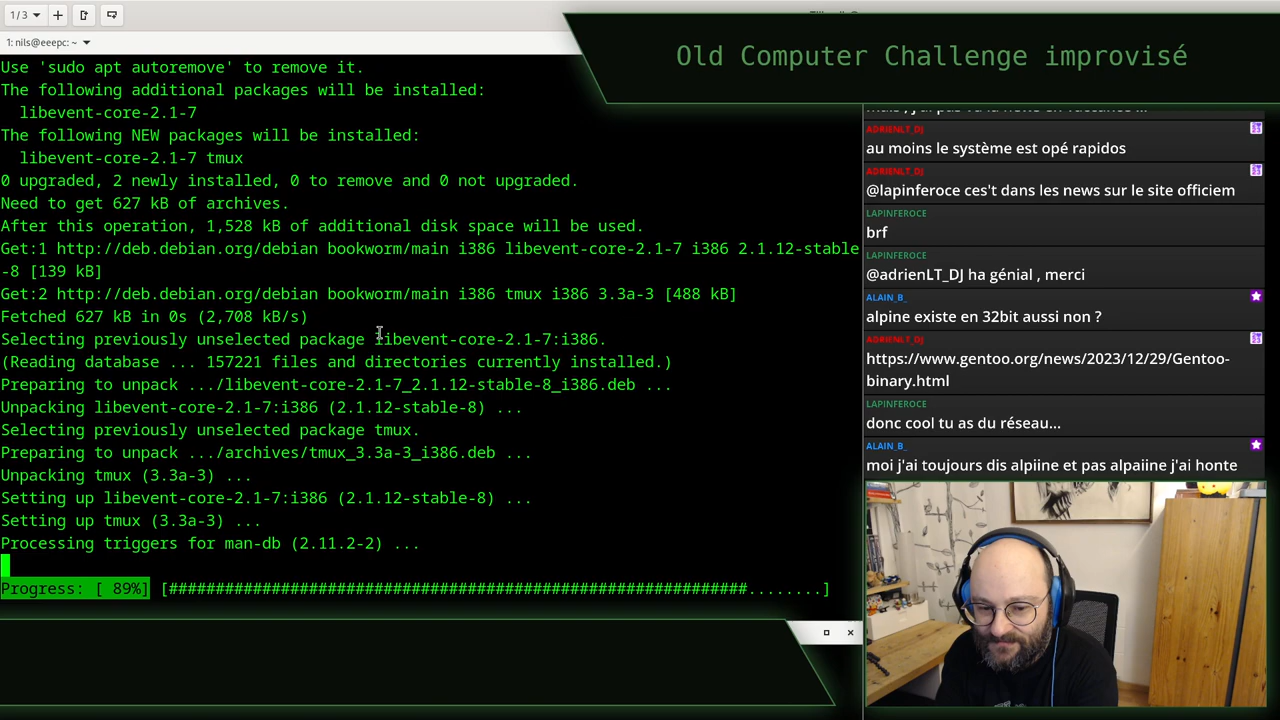 1/3
1: nils@eeepc: ~
Old Computer Challenge improvisé
Use 'sudo apt autoremove' to remove it.
The following additional packages will be installed:
libevent-core-2.1-7
The following NEW packages will be installed:
libevent-core-2.1-7 tmux
0 upgraded, 2 newly installed, 0 to remove and 0 not upgraded.
Need to get 627 kB of archives.
After this operation, 1,528 kB of additional disk space will be used.
Get:1 http://deb.debian.org/debian bookworm/main i386 libevent-core-2.1-7 i386 2.1.12-stable
-8 [139 kB]
Get:2 http://deb.debian.org/debian bookworm/main i386 tmux i386 3.3a-3 [488 kB]
Fetched 627 kB in 0s (2,708 kB/s)
Selecting previously unselected package libevent-core-2.1-7:i386.
(Reading database ... 157221 files and directories currently installed.)
Preparing to unpack .../libevent-core-2.1-7_2.1.12-stable-8_i386.deb ...
Unpacking libevent-core-2.1-7:i386 (2.1.12-stable-8) ...
Selecting previously unselected package tmux.
Preparing to unpack .../archives/tmux_3.3a-3_i386.deb ...
Unpacking tmux (3.3a-3) ...
Setting up libevent-core-2.1-7:i386 (2.1.12-stable-8) ...
Setting up tmux (3.3a-3) ...
Processing triggers for man-db (2.11.2-2) ...
Progress: [ 89%] [##############################################################........]
ADRIENLT_DJ
au moins le système est opé rapidos
ADRIENLT_DJ
@lapinferoce ces't dans les news sur le site officiem
LAPINFEROCE
brf
LAPINFEROCE
@adrienLT_DJ ha génial , merci
ALAIN_B_
alpine existe en 32bit aussi non ?
ADRIENLT_DJ
https://www.gentoo.org/news/2023/12/29/Gentoo-
binary.html
LAPINFEROCE
donc cool tu as du réseau...
ALAIN_B_
moi j'ai toujours dis alpiine et pas alpaiine j'ai honte